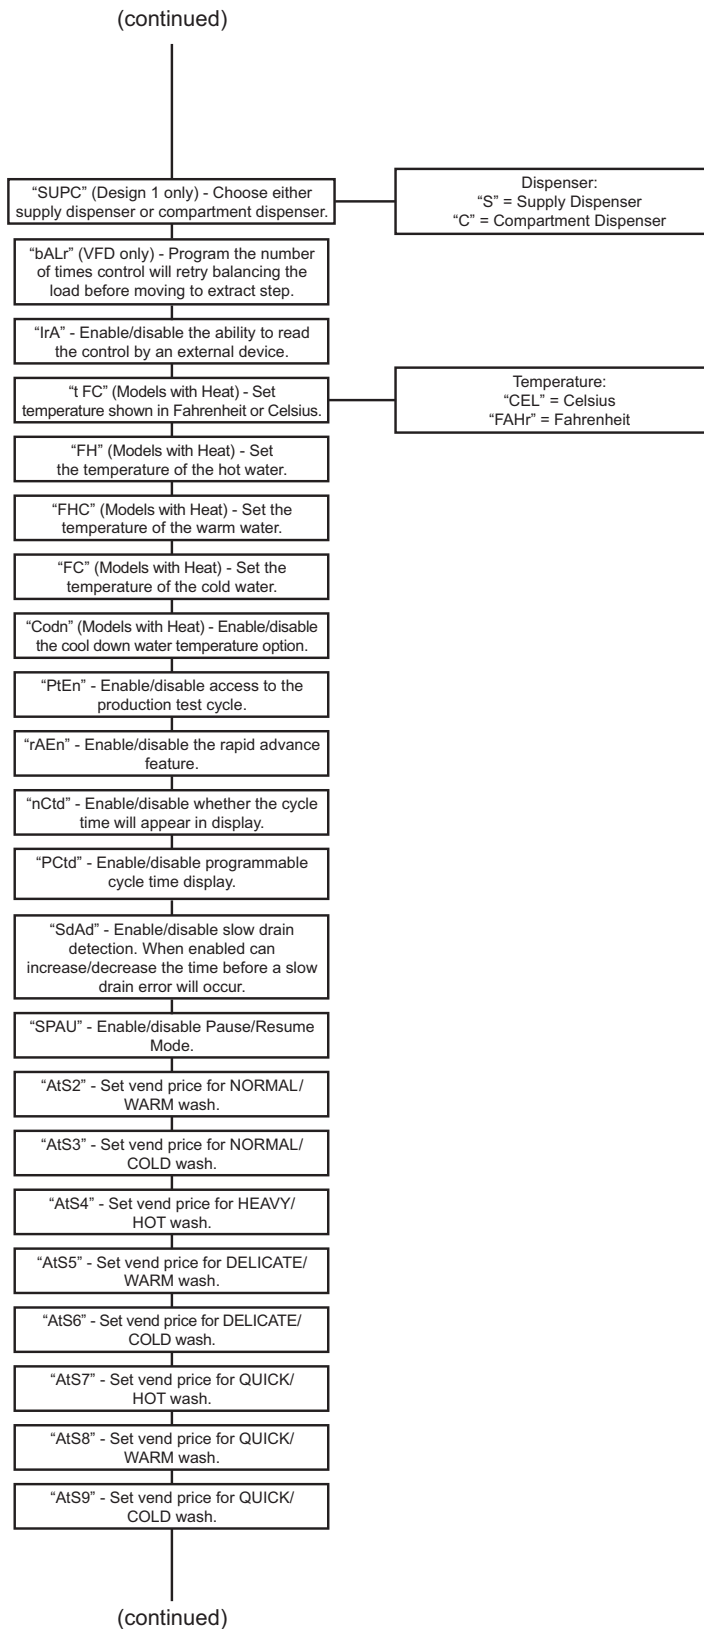 (continued)
“SUPC” (Design 1 only) - Choose either
supply dispenser or compartment dispenser.
Dispenser:
“S” = Supply Dispenser
“C” = Compartment Dispenser
“bALr” (VFD only) - Program the number
of times control will retry balancing the
load before moving to extract step.
“IrA” - Enable/disable the ability to read
the control by an external device.
“t FC” (Models with Heat) - Set
temperature shown in Fahrenheit or Celsius.
Temperature:
“CEL” = Celsius
“FAHr” = Fahrenheit
“FH” (Models with Heat) - Set
the temperature of the hot water.
“FHC” (Models with Heat) - Set the
temperature of the warm water.
“FC” (Models with Heat) - Set the
temperature of the cold water.
“Codn” (Models with Heat) - Enable/disable
the cool down water temperature option.
“PtEn” - Enable/disable access to the
production test cycle.
“rAEn” - Enable/disable the rapid advance
feature.
“nCtd” - Enable/disable whether the cycle
time will appear in display.
“PCtd” - Enable/disable programmable
cycle time display.
“SdAd” - Enable/disable slow drain
detection. When enabled can
increase/decrease the time before a slow
drain error will occur.
“SPAU” - Enable/disable Pause/Resume
Mode.
“AtS2” - Set vend price for NORMAL/
WARM wash.
“AtS3” - Set vend price for NORMAL/
COLD wash.
“AtS4” - Set vend price for HEAVY/
HOT wash.
“AtS5” - Set vend price for DELICATE/
WARM wash.
“AtS6” - Set vend price for DELICATE/
COLD wash.
“AtS7” - Set vend price for QUICK/
HOT wash.
“AtS8” - Set vend price for QUICK/
WARM wash.
“AtS9” - Set vend price for QUICK/
COLD wash.
(continued)